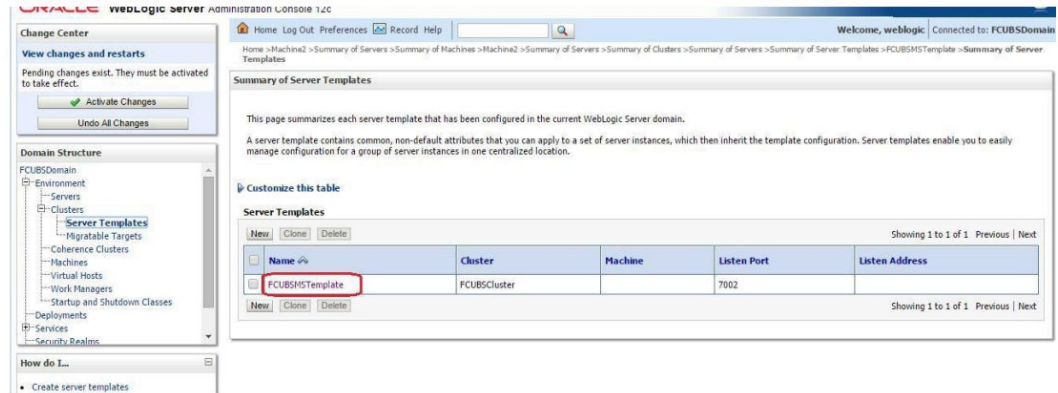 ORACLE WebLogic Server Administration Console 12c
Change Center
View changes and restarts
Pending changes exist. They must be activated
to take effect.
Activate Changes
Undo All Changes
Domain Structure
FCUBSDomain
Environment
Servers
Clusters
Server Templates
Migratable Targets
Coherence Clusters
Machines
Virtual Hosts
Work Managers
Startup and Shutdown Classes
Deployments
Services
Security Realms
How do I...
Create server templates
Home Log Out Preferences Record Help
Welcome, weblogic Connected to: FCUBSDomain
Home >Machine2 >Summary of Servers >Summary of Machines >Machine2 >Summary of Servers >Summary of Clusters >Summary of Servers >Summary of Server Templates >FCUBSMSTemplate >Summary of Server
Templates
Summary of Server Templates
This page summarizes each server template that has been configured in the current WebLogic Server domain.
A server template contains common, non-default attributes that you can apply to a set of server instances, which then inherit the template configuration. Server templates enable you to easily
manage configuration for a group of server instances in one centralized location.
Customize this table
Server Templates
New Clone Delete Showing 1 to 1 of 1 Previous | Next
Name Cluster Machine Listen Port Listen Address
FCUBSMSTemplate FCUBSCluster 7002
New Clone Delete Showing 1 to 1 of 1 Previous | Next